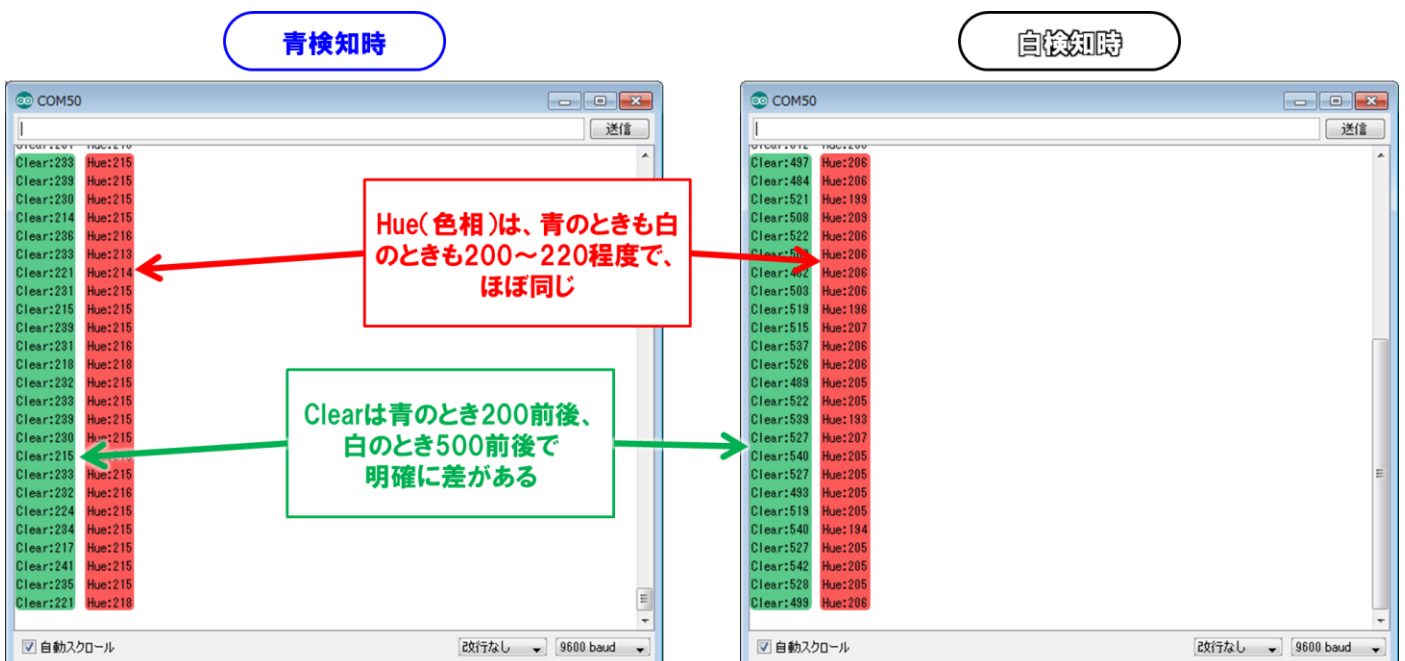 青検知時
白検知時
COM50
送信
Clear:233 Hue:215
Clear:239 Hue:215
Clear:230 Hue:215
Clear:214 Hue:215
Clear:236 Hue:216
Clear:233 Hue:213
Clear:221 Hue:214
Clear:231 Hue:215
Clear:215 Hue:215
Clear:239 Hue:215
Clear:231 Hue:216
Clear:218 Hue:218
Clear:232 Hue:215
Clear:233 Hue:215
Clear:239 Hue:215
Clear:230 Hue:215
Clear:215
Clear:233 Hue:215
Clear:232 Hue:216
Clear:224 Hue:215
Clear:234 Hue:215
Clear:217 Hue:215
Clear:241 Hue:215
Clear:235 Hue:215
Clear:221 Hue:218
自動スクロール
改行なし
9600 baud
Hue(色相)は、青のときも白
のときも200～220程度で、
ほぼ同じ
Clearは青のとき200前後、
白のとき500前後で
明確に差がある
COM50
送信
Clear:497 Hue:206
Clear:484 Hue:206
Clear:521 Hue:199
Clear:508 Hue:209
Clear:522 Hue:206
Hue:206
Hue:206
Clear:503 Hue:206
Clear:519 Hue:196
Clear:515 Hue:207
Clear:537 Hue:206
Clear:526 Hue:206
Clear:489 Hue:205
Clear:522 Hue:205
Clear:539 Hue:193
Clear:527 Hue:207
Clear:540 Hue:205
Clear:527 Hue:205
Clear:493 Hue:205
Clear:519 Hue:205
Clear:540 Hue:194
Clear:527 Hue:205
Clear:542 Hue:205
Clear:528 Hue:205
Clear:499 Hue:206
自動スクロール
改行なし
9600 baud